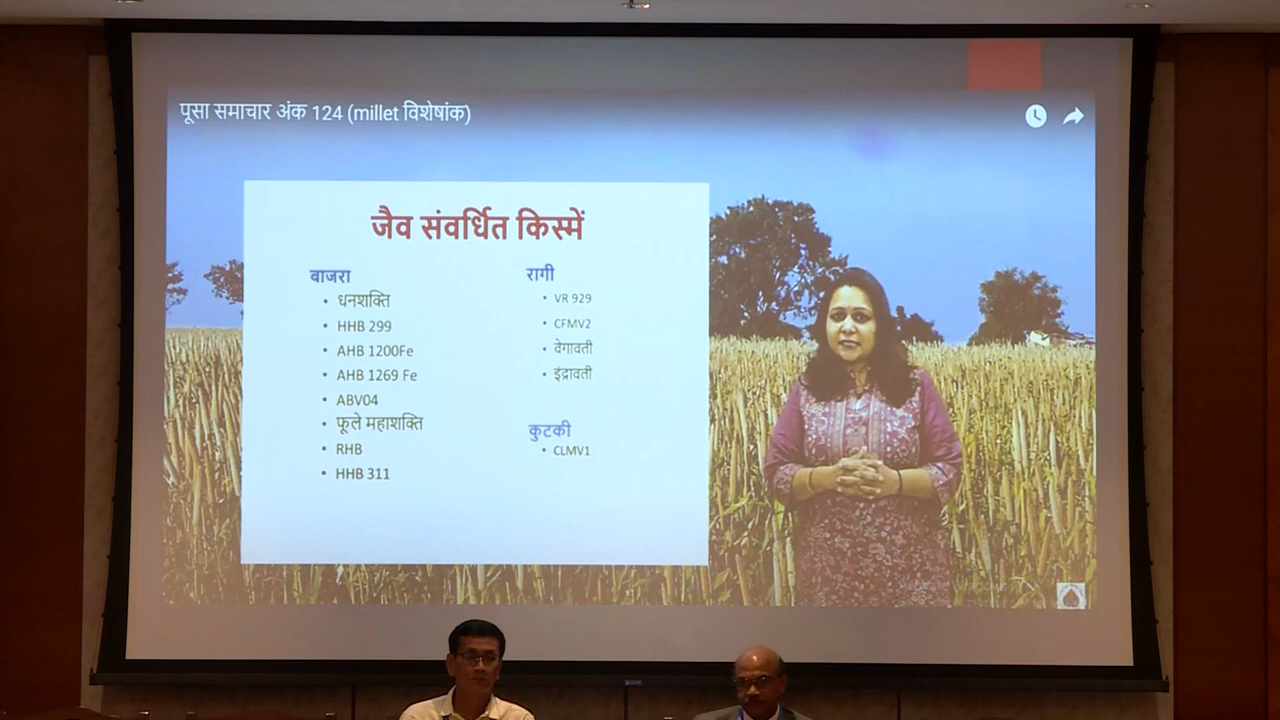 पूसा समाचार अंक 124 (millet विशेषांक)
जैव संवर्धित किस्में
बाजरा
• धनशक्ति
• HHB 299
• AHB 1200Fe
• AHB 1269 Fe
• ABV04
• फूले महाशक्ति
• RHB
• HHB 311
रागी
• VR 929
• CFMV2
• वेगावती
• इंद्रावती
कुटकी
• CLMV1